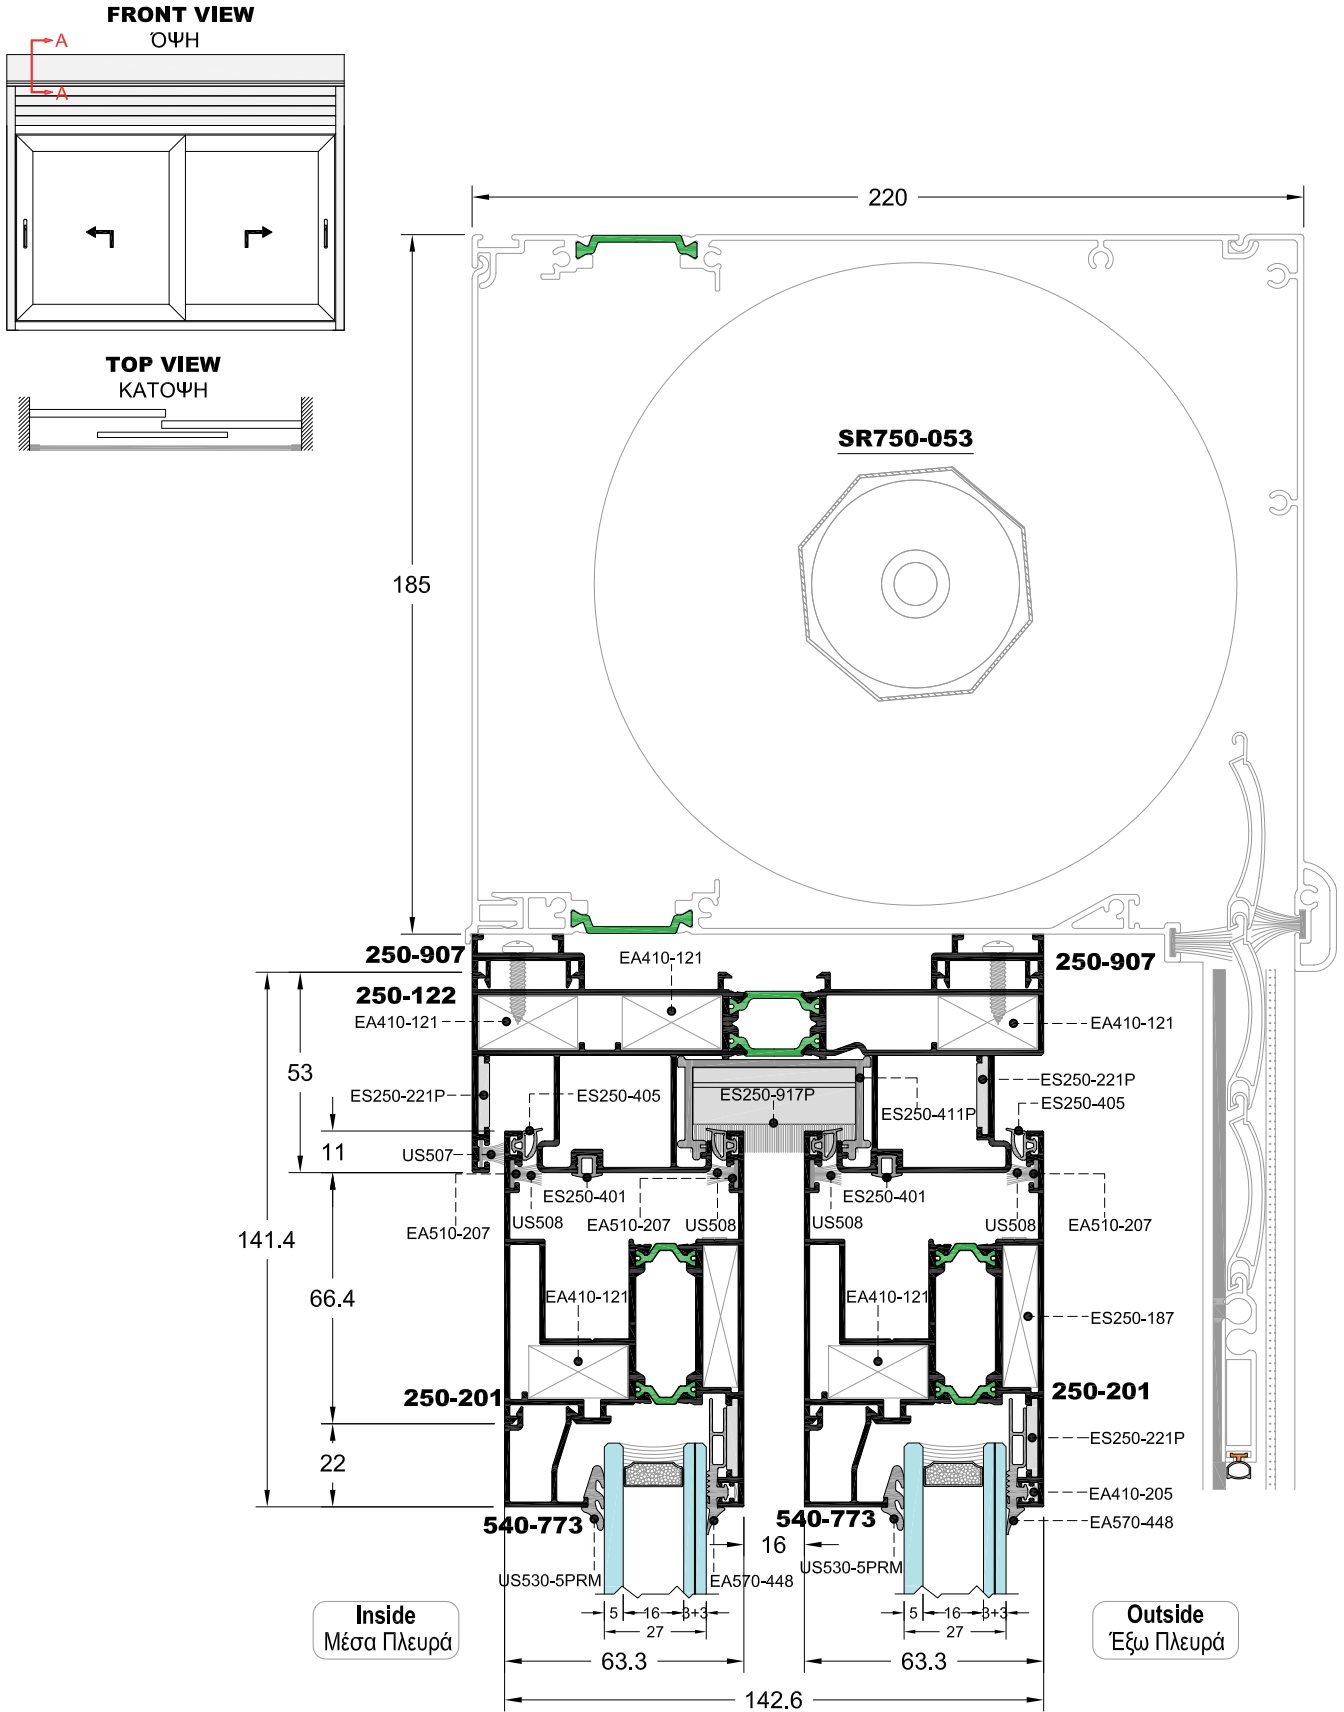 FRONT VIEW
ΌΨΗ
A
A
TOP VIEW
ΚΑΤΟΨΗ
220
185
SR750-053
250-907
EA410-121
250-907
250-122
EA410-121
EA410-121
53
ES250-221P
ES250-405
ES250-917P
ES250-411P
ES250-221P
ES250-405
11
US507
ES250-401
ES250-401
EA510-207
US508
EA510-207
US508
US508
US508
EA510-207
141.4
66.4
EA410-121
EA410-121
ES250-187
250-201
250-201
22
ES250-221P
EA410-205
540-773
540-773
EA570-448
16
US530-5PRM
EA570-448
US530-5PRM
5
16
3+3
5
16
3+3
27
27
Inside
Μέσα Πλευρά
Outside
Έξω Πλευρά
63.3
63.3
142.6